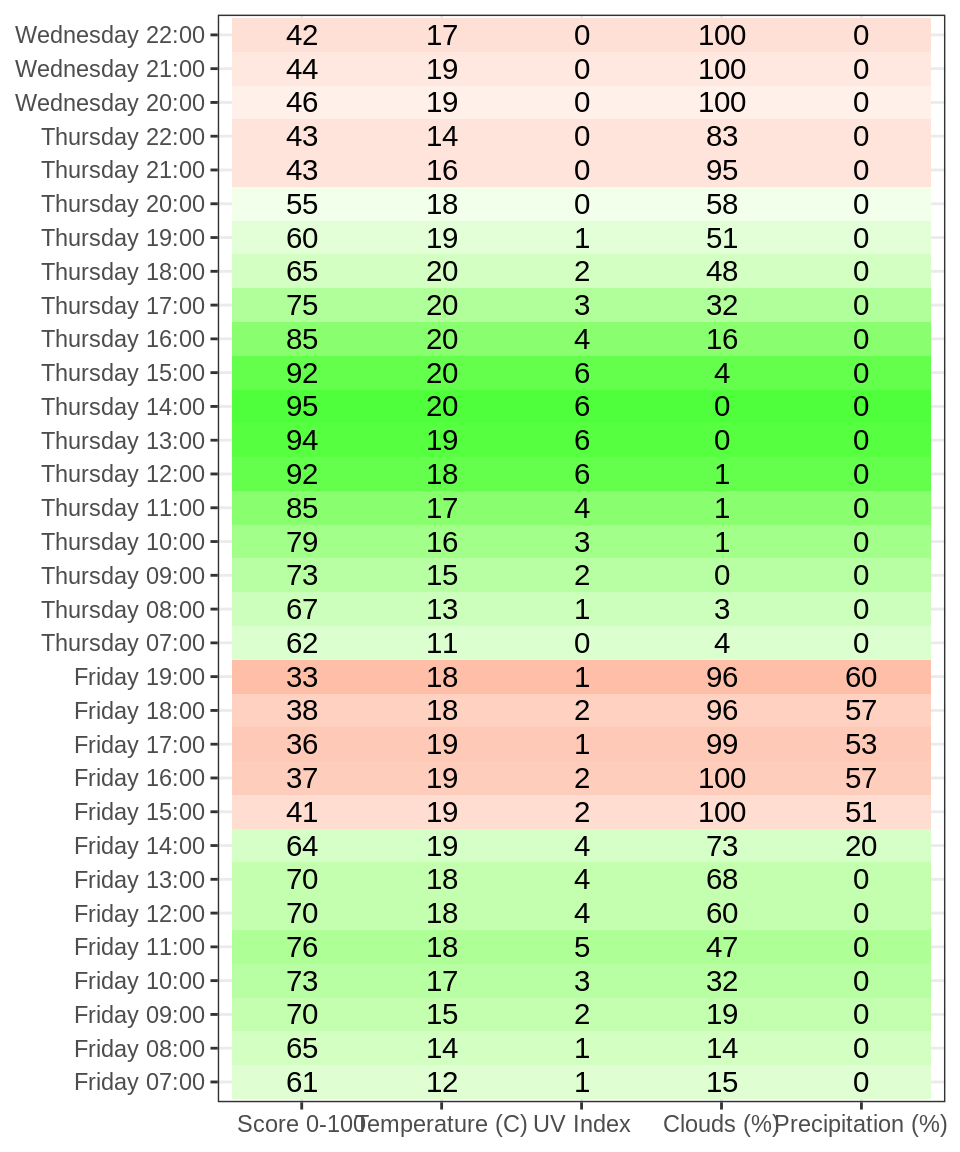 Wednesday 22:00 42 17 0 100 0
Wednesday 21:00 44 19 0 100 0
Wednesday 20:00 46 19 0 100 0
Thursday 22:00 43 14 0 83 0
Thursday 21:00 43 16 0 95 0
Thursday 20:00 55 18 0 58 0
Thursday 19:00 60 19 1 51 0
Thursday 18:00 65 20 2 48 0
Thursday 17:00 75 20 3 32 0
Thursday 16:00 85 20 4 16 0
Thursday 15:00 92 20 6 4 0
Thursday 14:00 95 20 6 0 0
Thursday 13:00 94 19 6 0 0
Thursday 12:00 92 18 6 1 0
Thursday 11:00 85 17 4 1 0
Thursday 10:00 79 16 3 1 0
Thursday 09:00 73 15 2 0 0
Thursday 08:00 67 13 1 3 0
Thursday 07:00 62 11 0 4 0
Friday 19:00 33 18 1 96 60
Friday 18:00 38 18 2 96 57
Friday 17:00 36 19 1 99 53
Friday 16:00 37 19 2 100 57
Friday 15:00 41 19 2 100 51
Friday 14:00 64 19 4 73 20
Friday 13:00 70 18 4 68 0
Friday 12:00 70 18 4 60 0
Friday 11:00 76 18 5 47 0
Friday 10:00 73 17 3 32 0
Friday 09:00 70 15 2 19 0
Friday 08:00 65 14 1 14 0
Friday 07:00 61 12 1 15 0
Score 0-100 Temperature (C) UV Index Clouds (%) Precipitation (%)